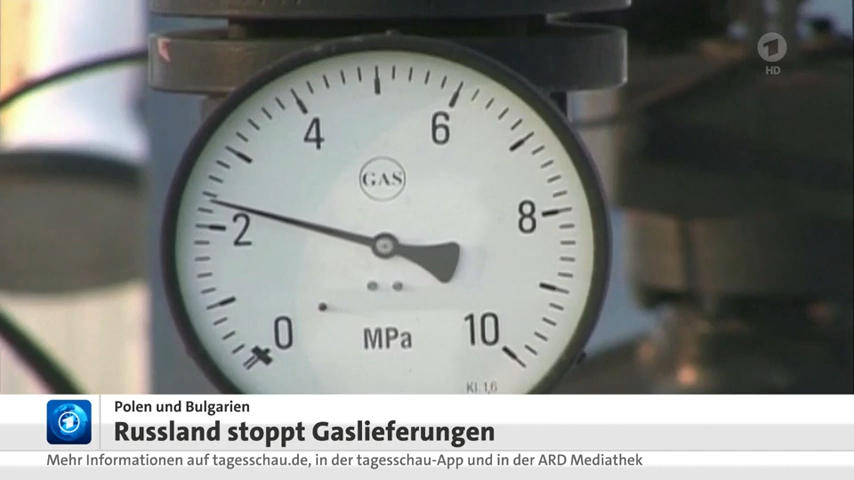 HD
4
6
GAS
2
8
0
MPa
10
Kl. 1,6
Polen und Bulgarien
Russland stoppt Gaslieferungen
Mehr Informationen auf tagesschau.de, in der tagesschau-App und in der ARD Mediathek